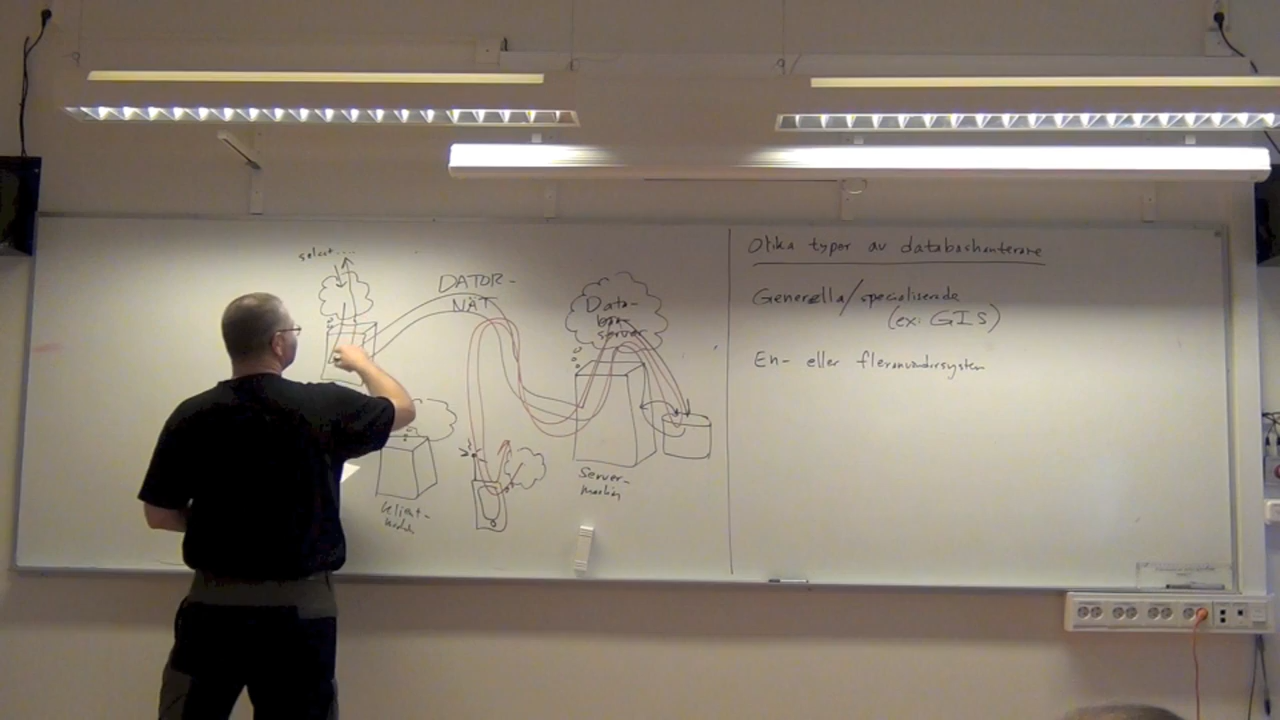 select....
DATOR-
NÄT
Data-
bas-
server
Klient-
Server-
maskin
Olika typer av databashanterare
Generella/specialiserade
(ex: GIS)
En- eller fleranvändarsystem